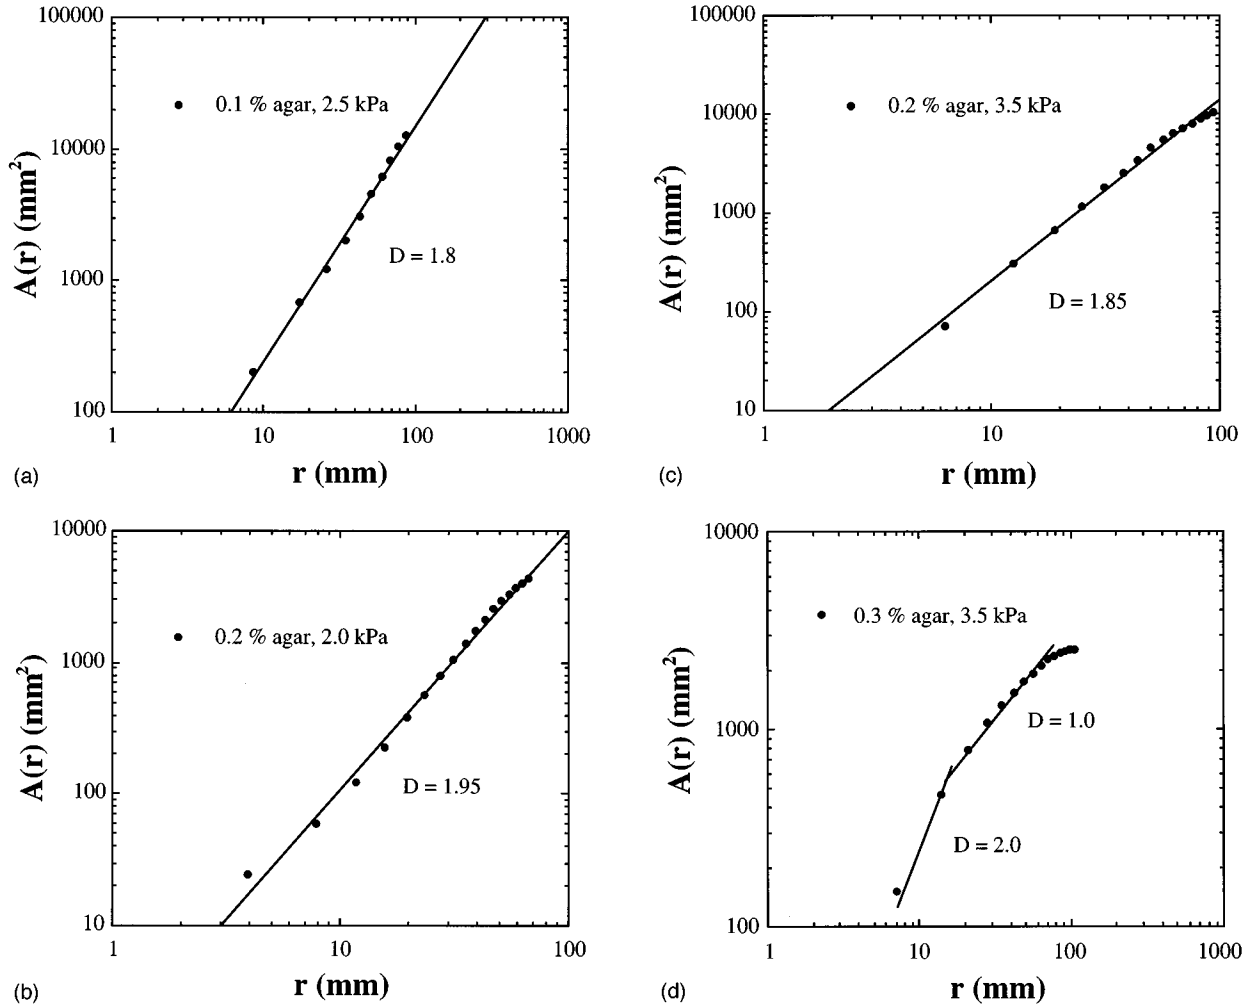 100000
10000
1000
100
A(r) (mm²)
0.1 % agar, 2.5 kPa
D = 1.8
1 10 100 1000
r (mm)
(a)
100000
10000
1000
100
10
A(r) (mm²)
0.2 % agar, 3.5 kPa
D = 1.85
1 10 100
r (mm)
(c)
10000
1000
100
10
A(r) (mm²)
0.2 % agar, 2.0 kPa
D = 1.95
1 10 100
r (mm)
(b)
10000
1000
100
A(r) (mm²)
0.3 % agar, 3.5 kPa
D = 1.0
D = 2.0
1 10 100 1000
r (mm)
(d)